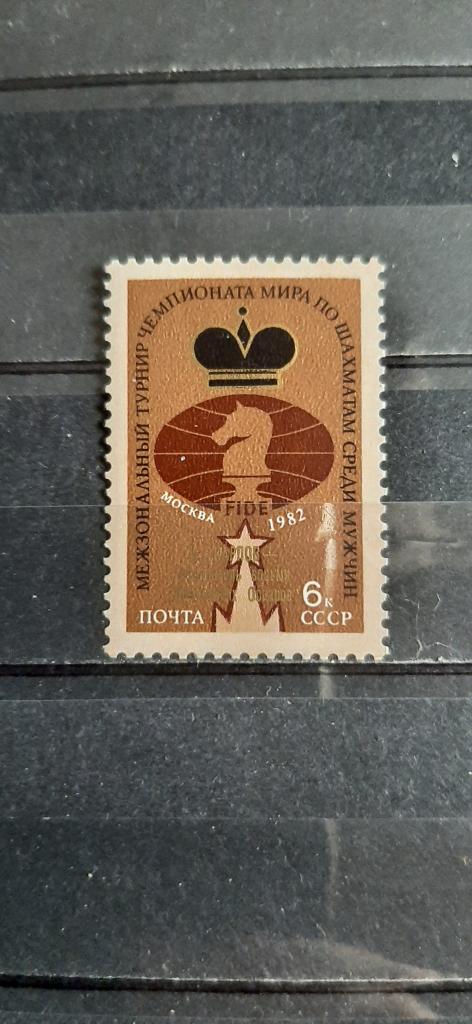 МЕЖЗОНАЛЬНЫЙ ТУРНИР ЧЕМПИОНАТА МИРА ПО ШАХМАТАМ СРЕДИ МУЖЧИН
FIDE
МОСКВА 1982
ПОЧТА
6к
СССР